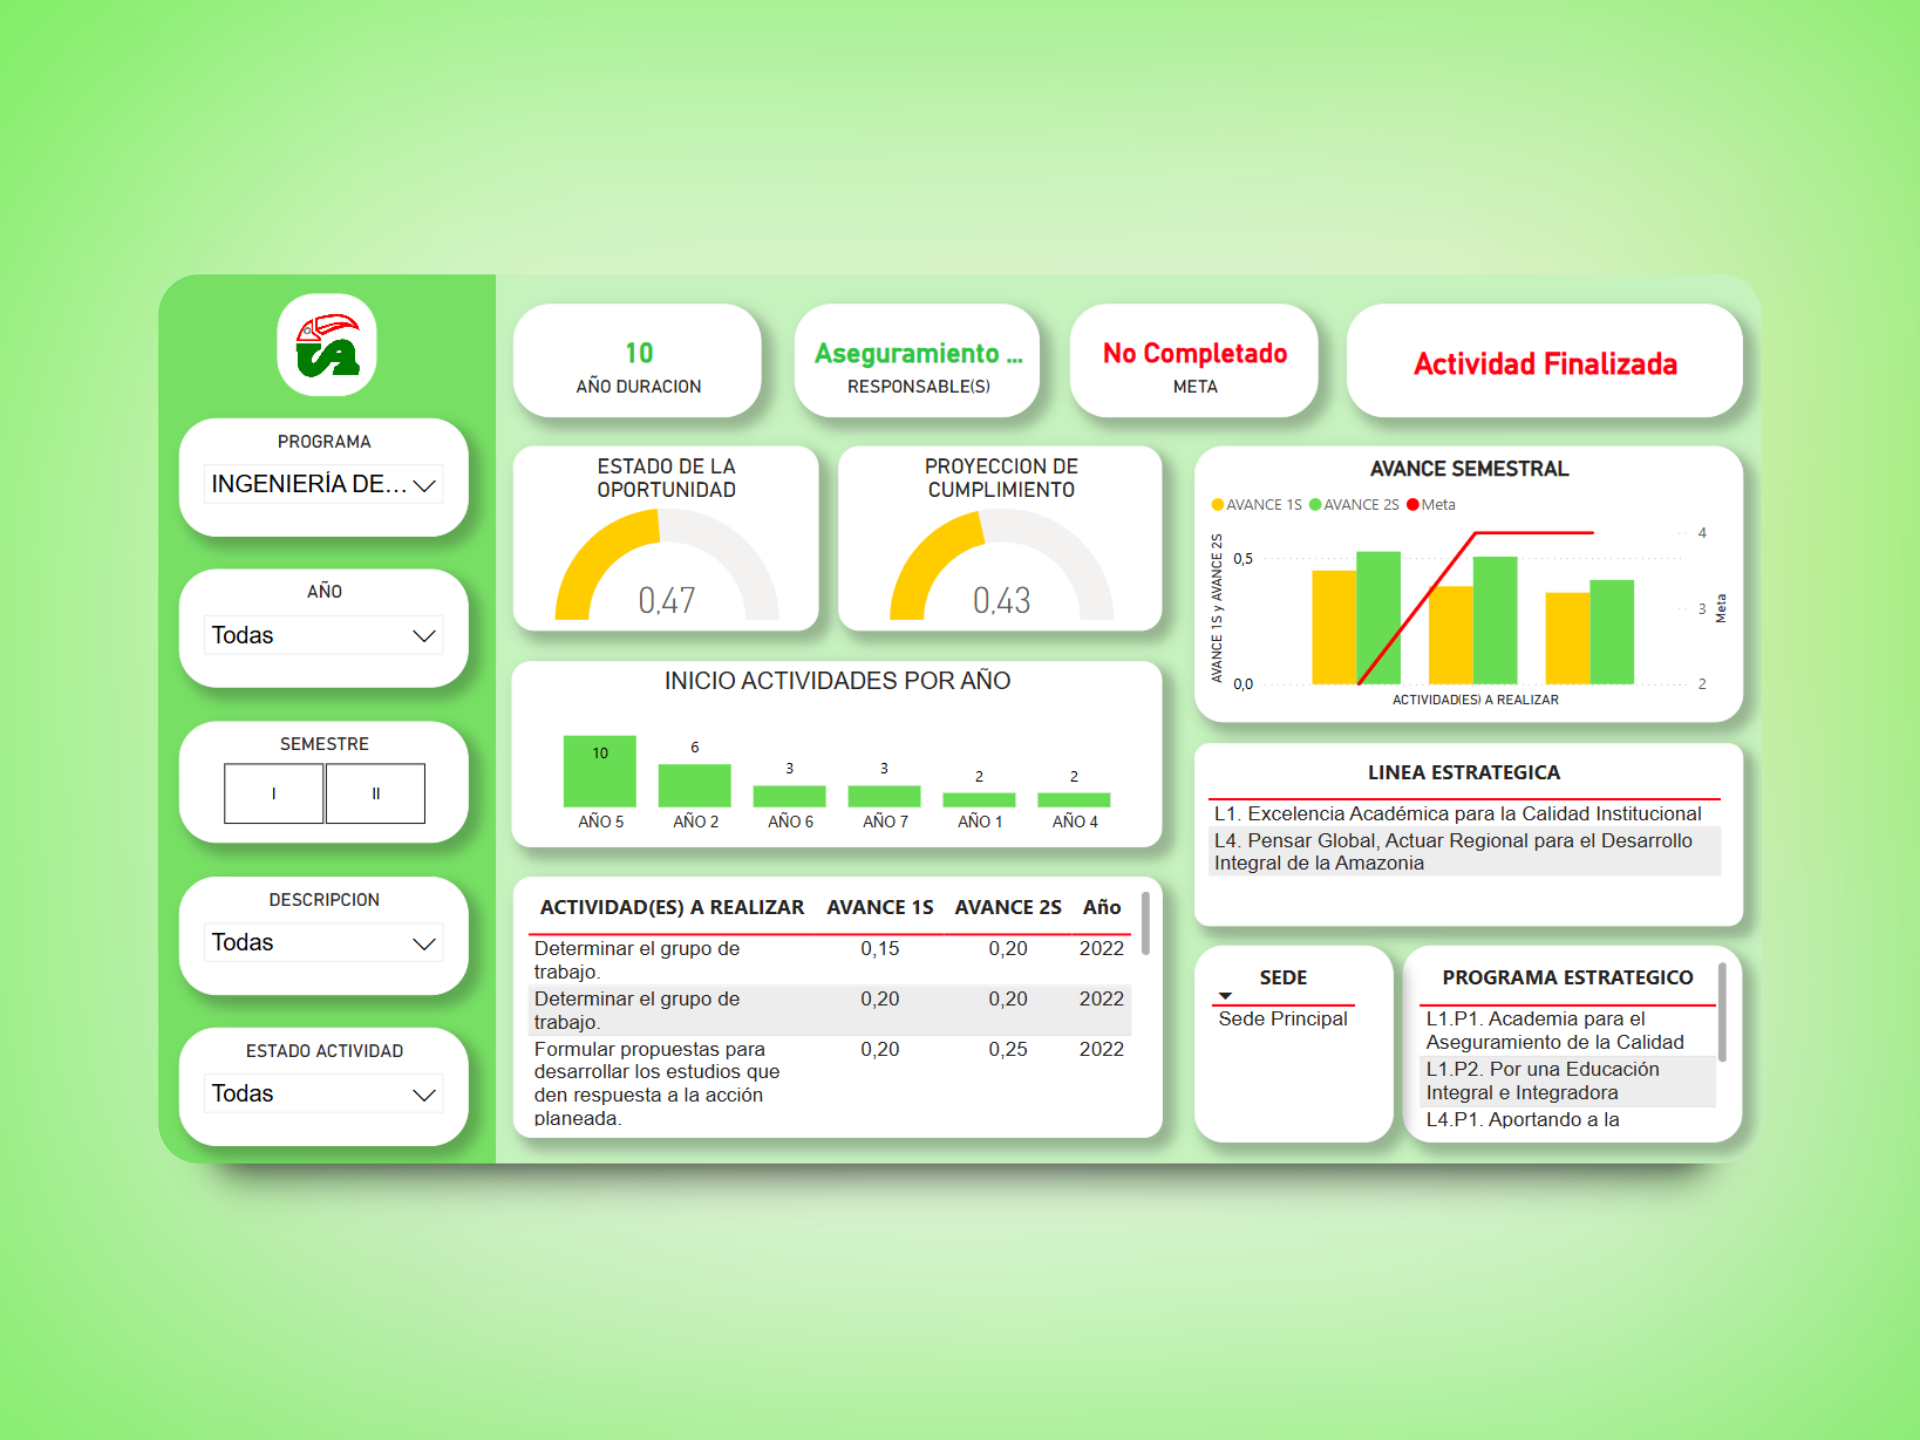 UA
PROGRAMA
INGENIERÍA DE...
AÑO
Todas
SEMESTRE
I
II
DESCRIPCION
Todas
ESTADO ACTIVIDAD
Todas
10
AÑO DURACION
Aseguramiento ...
RESPONSABLE(S)
No Completado
META
Actividad Finalizada
ESTADO DE LA
OPORTUNIDAD
0,47
PROYECCION DE
CUMPLIMIENTO
0,43
AVANCE SEMESTRAL
AVANCE 1S AVANCE 2S Meta
AVANCE 1S y AVANCE 2S
0,5
0,0
4
3
2
Meta
ACTIVIDAD(ES) A REALIZAR
INICIO ACTIVIDADES POR AÑO
10 6 3 3 2 2
AÑO 5 AÑO 2 AÑO 6 AÑO 7 AÑO 1 AÑO 4
LINEA ESTRATEGICA
L1. Excelencia Académica para la Calidad Institucional
L4. Pensar Global, Actuar Regional para el Desarrollo
Integral de la Amazonia
ACTIVIDAD(ES) A REALIZAR AVANCE 1S AVANCE 2S Año
Determinar el grupo de 0,15 0,20 2022
trabajo.
Determinar el grupo de 0,20 0,20 2022
trabajo.
Formular propuestas para 0,20 0,25 2022
desarrollar los estudios que
den respuesta a la acción
planeada.
SEDE
Sede Principal
PROGRAMA ESTRATEGICO
L1.P1. Academia para el
Aseguramiento de la Calidad
L1.P2. Por una Educación
Integral e Integradora
L4.P1. Aportando a la